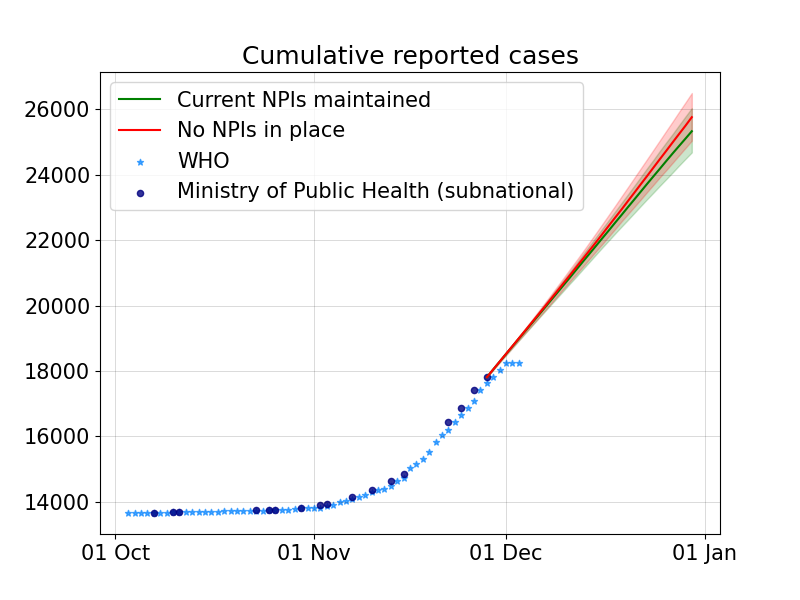 Cumulative reported cases
Current NPIs maintained
No NPIs in place
WHO
Ministry of Public Health (subnational)
26000
24000
22000
20000
18000
16000
14000
01 Oct
01 Nov
01 Dec
01 Jan